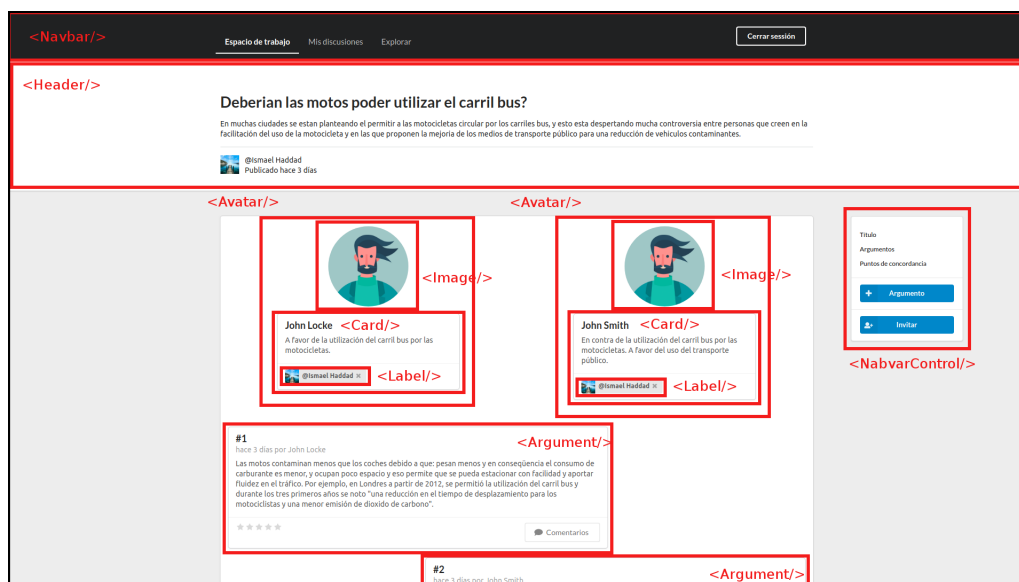 <Navbar/>
Espacio de trabajo Mis discusiones Explorar Cerrar sesión
<Header/>
Deberian las motos poder utilizar el carril bus?
En muchas ciudades se estan planteando el permitir a las motocicletas circular por los carriles bus, y esto esta despertando mucha controversia entre personas que creen en la
facilitación del uso de la motocicleta y en las que proponen la mejoria de los medios de transporte público para una reducción de vehiculos contaminantes.
@Ismael Haddad
Publicado hace 3 días
<Avatar/> <Avatar/>
<Image/> <Image/>
John Locke <Card/>
A favor de la utilización del carril bus por las
motocicletas.
@Ismael Haddad × <Label/>
John Smith <Card/>
En contra de la utilización del carril bus por las
motocicletas. A favor del uso del transporte
público.
@Ismael Haddad × <Label/>
Titulo
Argumentos
Puntos de concordancia
+ Argumento
Invitar
<NabvarControl/>
#1 <Argument/>
hace 3 días por John Locke
Las motos contaminan menos que los coches debido a que: pesan menos y en conseqüencia el consumo de
carburante es menor, y ocupan poco espacio y eso permite que se pueda estacionar con facilidad y aportar
fluidez en el tráfico. Por ejemplo, en Londres a partir de 2012, se permitió la utilización del carril bus y
durante los tres primeros años se noto "una reducción en el tiempo de desplazamiento para los
motociclistas y una menor emisión de dioxido de carbono".
Comentarios
#2 <Argument/>
hace 3 días por John Smith